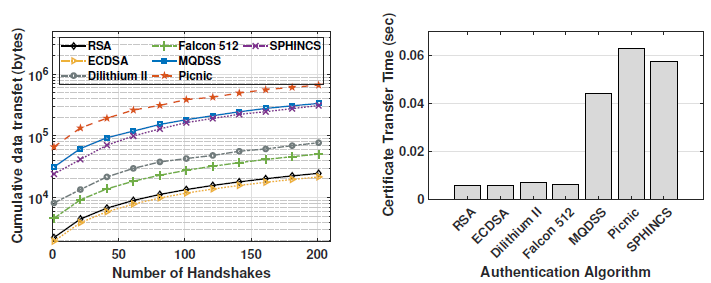 RSA
Falcon 512
SPHINCS
ECDSA
MQDSS
Dilithium II
Picnic
Cumulative data transfer (bytes)
10^6
10^5
10^4
0 50 100 150 200
Number of Handshakes
Certificate Transfer Time (sec)
0.06
0.04
0.02
0
RSA
ECDSA
Dilithium II
Falcon 512
MQDSS
Picnic
SPHINCS
Authentication Algorithm